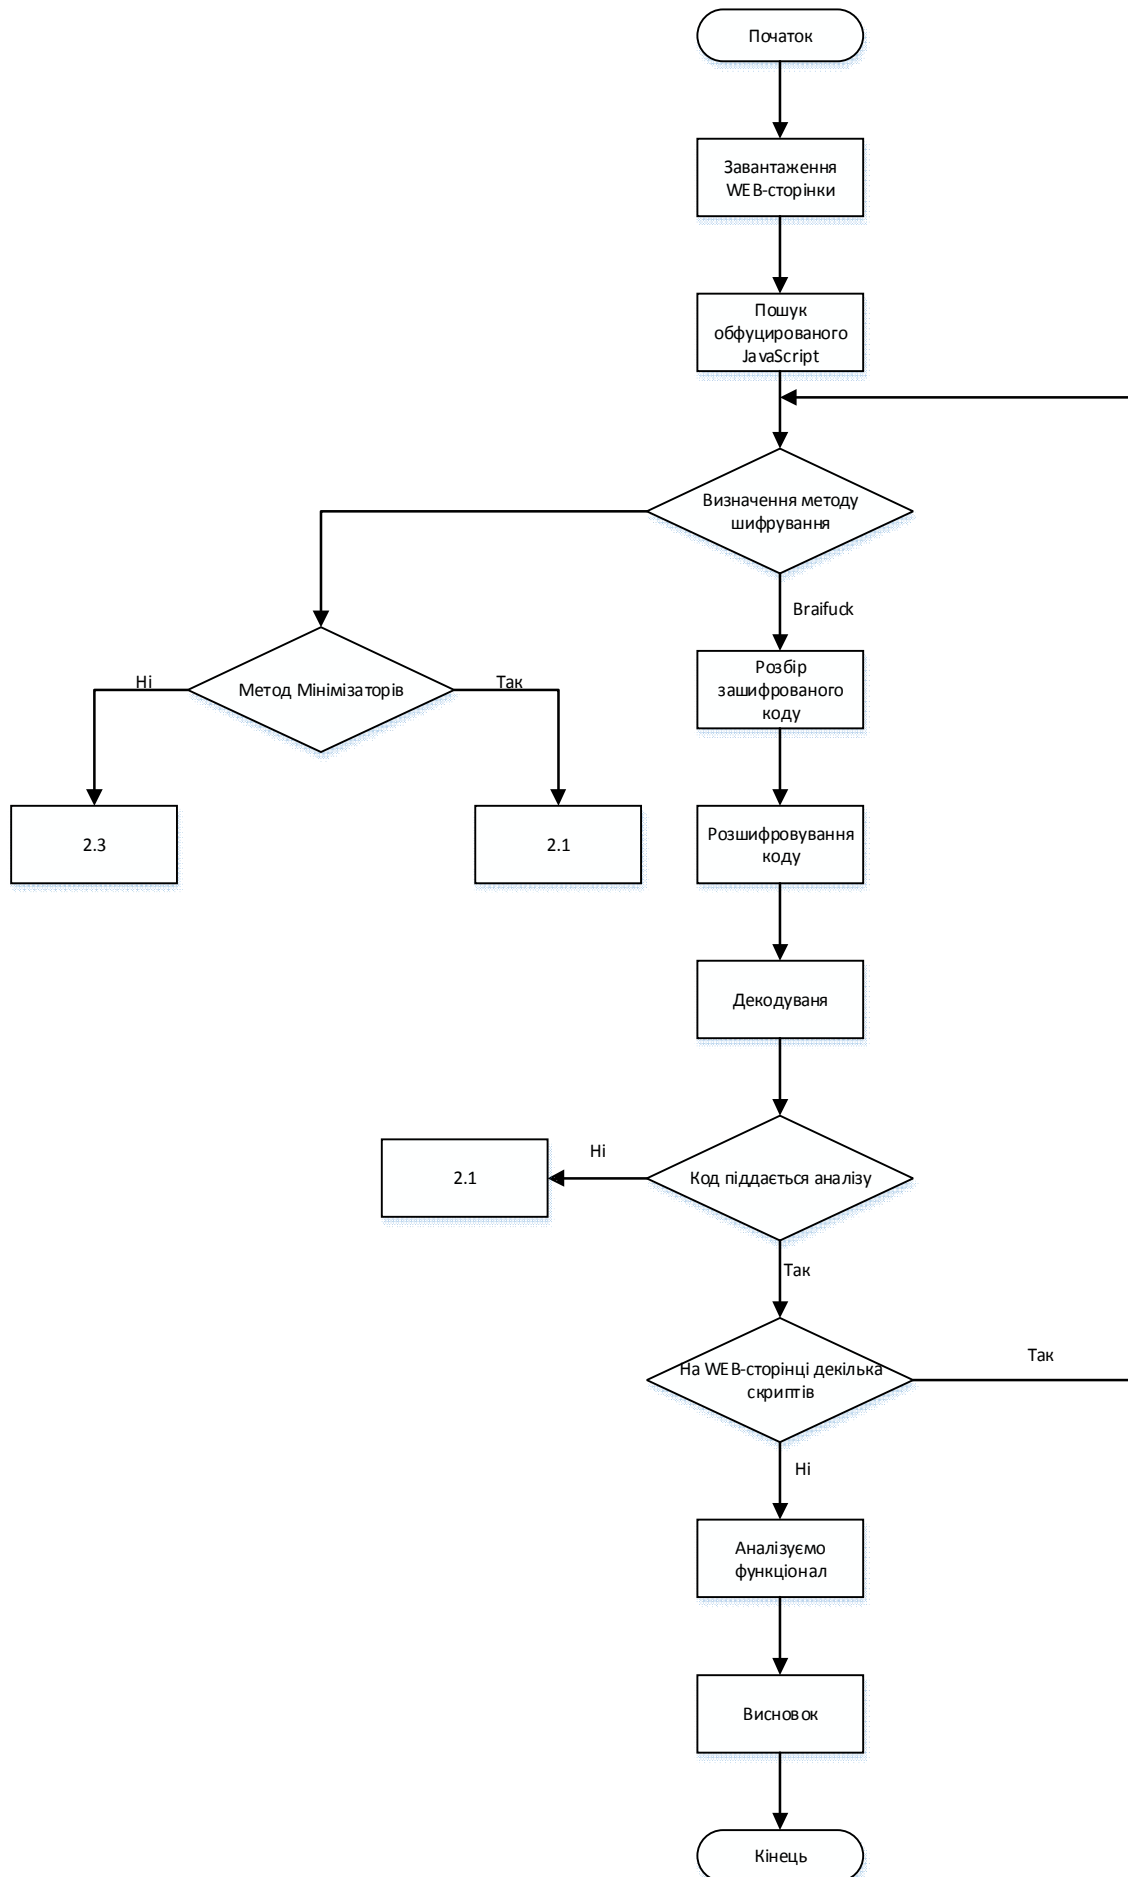 Початок
Завантаження
WEB-сторінки
Пошук
обфуцированого
JavaScript
Визначення методу
шифрування
Braifuck
Розбір
зашифрованого
коду
Ні
Метод Мінімізаторів
Так
2.3
2.1
Розшифровування
коду
Декодуваня
Ні
2.1
Код піддається аналізу
Так
На WEB-сторінці декілька
скриптів
Так
Ні
Аналізуємо
функціонал
Висновок
Кінець